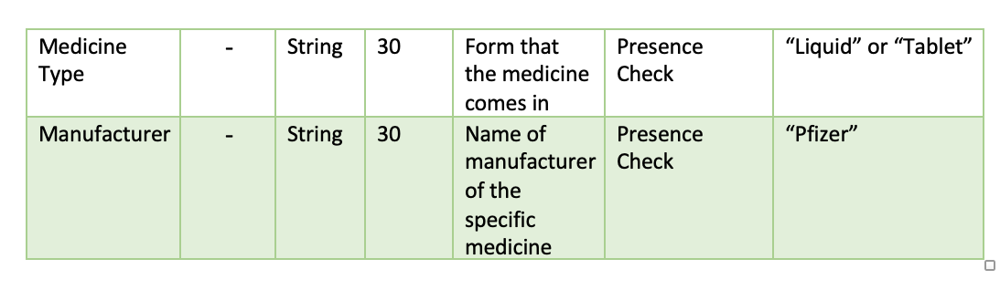 Medicine Type - String 30 Form that the medicine comes in Presence Check “Liquid” or “Tablet”
Manufacturer - String 30 Name of manufacturer of the specific medicine Presence Check “Pfizer”